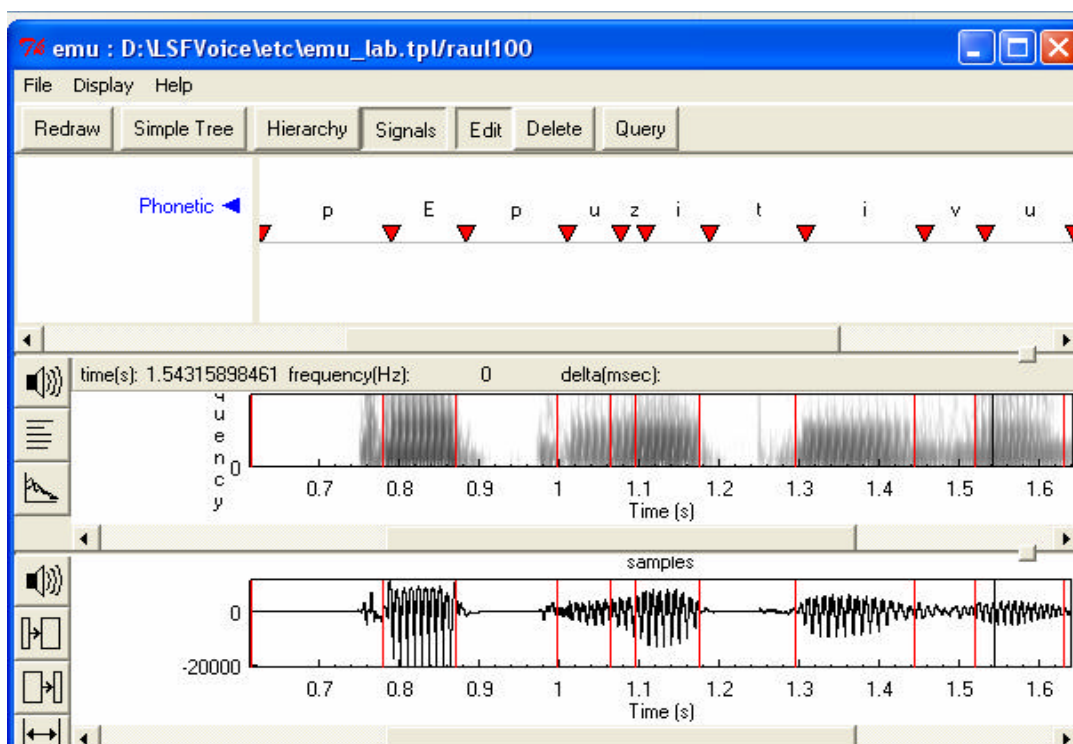 emu : D:\LSFVoice\etc\emu_lab.tpl/raul100
File Display Help
Redraw Simple Tree Hierarchy Signals Edit Delete Query
Phonetic p E p u z i t i v u
time(s): 1.54315898461 frequency(Hz): 0 delta(msec):
quency
0
0.7 0.8 0.9 1 1.1 1.2 1.3 1.4 1.5 1.6
Time (s)
samples
0
-20000
0.7 0.8 0.9 1 1.1 1.2 1.3 1.4 1.5 1.6
Time (s)